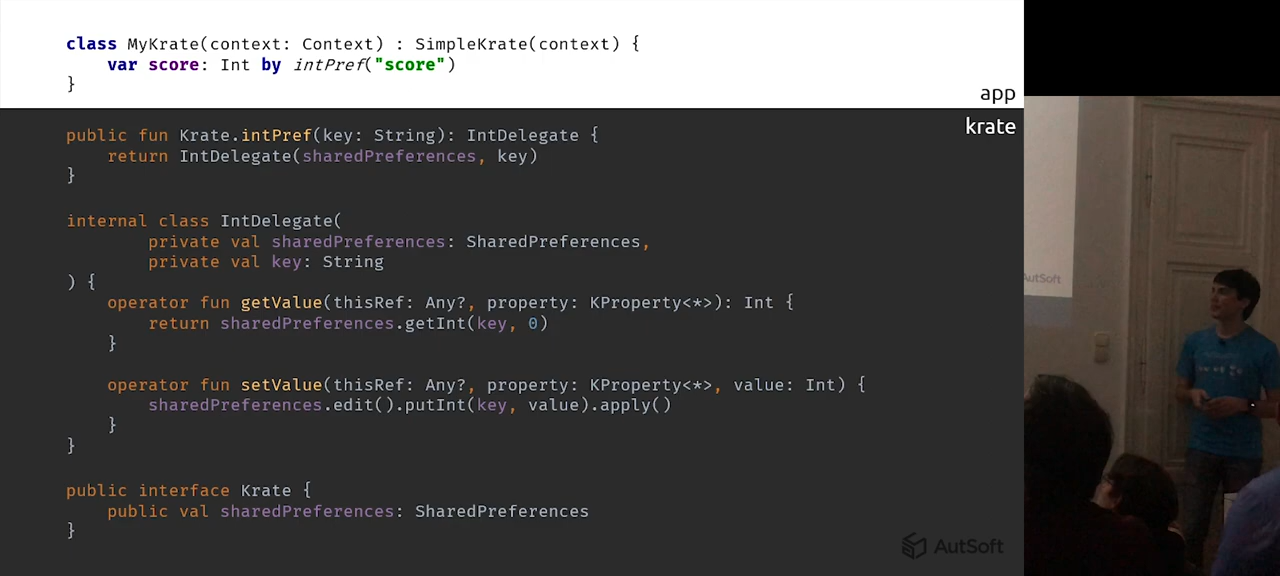 class MyKrate(context: Context) : SimpleKrate(context) {
    var score: Int by intPref("score")
}
app
krate
public fun Krate.intPref(key: String): IntDelegate {
    return IntDelegate(sharedPreferences, key)
}
internal class IntDelegate(
        private val sharedPreferences: SharedPreferences,
        private val key: String
) {
    operator fun getValue(thisRef: Any?, property: KProperty<*>): Int {
        return sharedPreferences.getInt(key, 0)
    }
    operator fun setValue(thisRef: Any?, property: KProperty<*>, value: Int) {
        sharedPreferences.edit().putInt(key, value).apply()
    }
}
public interface Krate {
    public val sharedPreferences: SharedPreferences
}
AutSoft
AutSoft